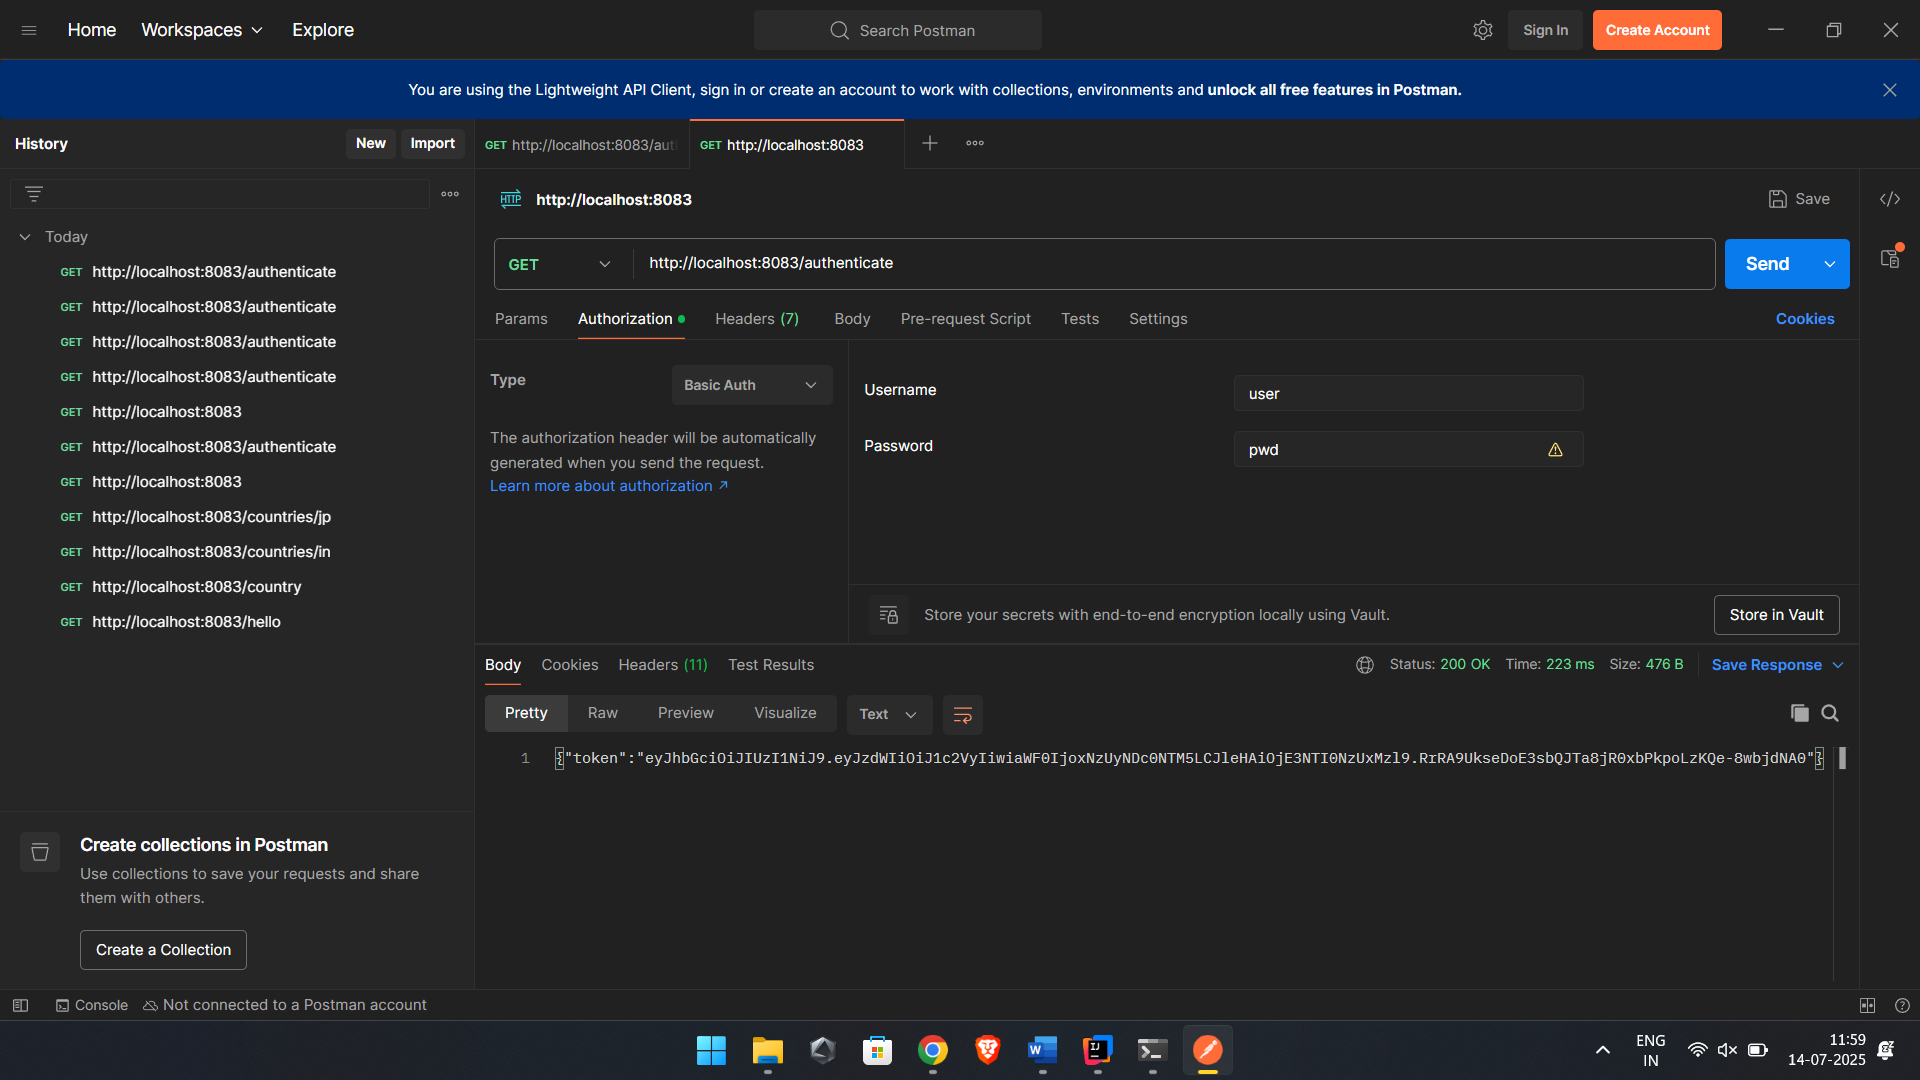 Home Workspaces Explore Search Postman Sign In Create Account
You are using the Lightweight API Client, sign in or create an account to work with collections, environments and unlock all free features in Postman.
History New Import
GET http://localhost:8083/aut
GET http://localhost:8083
HTTP http://localhost:8083 Save
Today
GET http://localhost:8083/authenticate
GET http://localhost:8083/authenticate
GET http://localhost:8083/authenticate
GET http://localhost:8083/authenticate
GET http://localhost:8083
GET http://localhost:8083/authenticate
GET http://localhost:8083
GET http://localhost:8083/countries/jp
GET http://localhost:8083/countries/in
GET http://localhost:8083/country
GET http://localhost:8083/hello
GET http://localhost:8083/authenticate Send
Params Authorization Headers (7) Body Pre-request Script Tests Settings Cookies
Type Basic Auth
The authorization header will be automatically
generated when you send the request.
Learn more about authorization ↗
Username user
Password pwd
Store your secrets with end-to-end encryption locally using Vault. Store in Vault
Body Cookies Headers (11) Test Results Status: 200 OK Time: 223 ms Size: 476 B Save Response
Pretty Raw Preview Visualize Text
1 {"token":"eyJhbGciOiJIUzI1NiJ9.eyJzdWIiOiJ1c2VyIiwiaWF0IjoxNzUyNDc0NTM5LCJleHAiOjE3NTI0NzUxMzl9.RrRA9UkseDoE3sbQJTa8jR0xbPkpoLzKQe-8wbjdNA0"}
Create collections in Postman
Use collections to save your requests and share
them with others.
Create a Collection
Console Not connected to a Postman account
ENG
IN
11:59
14-07-2025